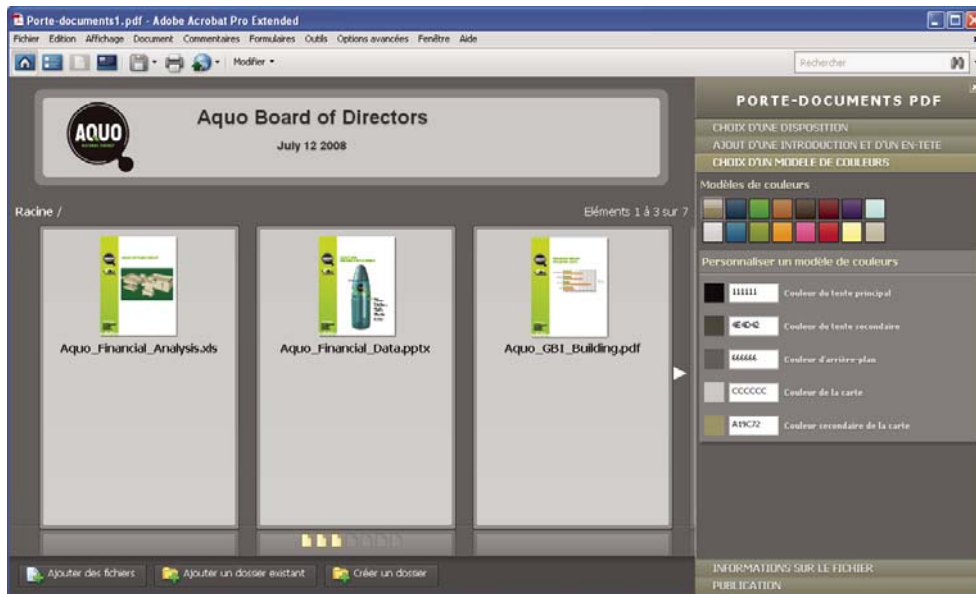 Porte-documents1.pdf - Adobe Acrobat Pro Extended
Fichier Edition Affichage Document Commentaires Formulaires Outils Options avancées Fenêtre Aide
Modifier
Rechercher
AQUO
Aquo Board of Directors
July 12 2008
Racine /
Eléments 1 à 3 sur 7
Aquo_Financial_Analysis.xls
Aquo_Financial_Data.pptx
Aquo_GBI_Building.pdf
Ajouter des fichiers
Ajouter un dossier existant
Créer un dossier
PORTE-DOCUMENTS PDF
CHOIX D'UNE DISPOSITION
AJOUT D'UNE INTRODUCTION ET D'UN EN-TETE
CHOIX D'UN MODELE DE COULEURS
Modèles de couleurs
Personnaliser un modèle de couleurs
111111 Couleur du texte principal
4E4D42 Couleur du texte secondaire
666666 Couleur d'arrière-plan
CCCCCC Couleur de la carte
A19C72 Couleur secondaire de la carte
INFORMATIONS SUR LE FICHIER
PUBLICATION